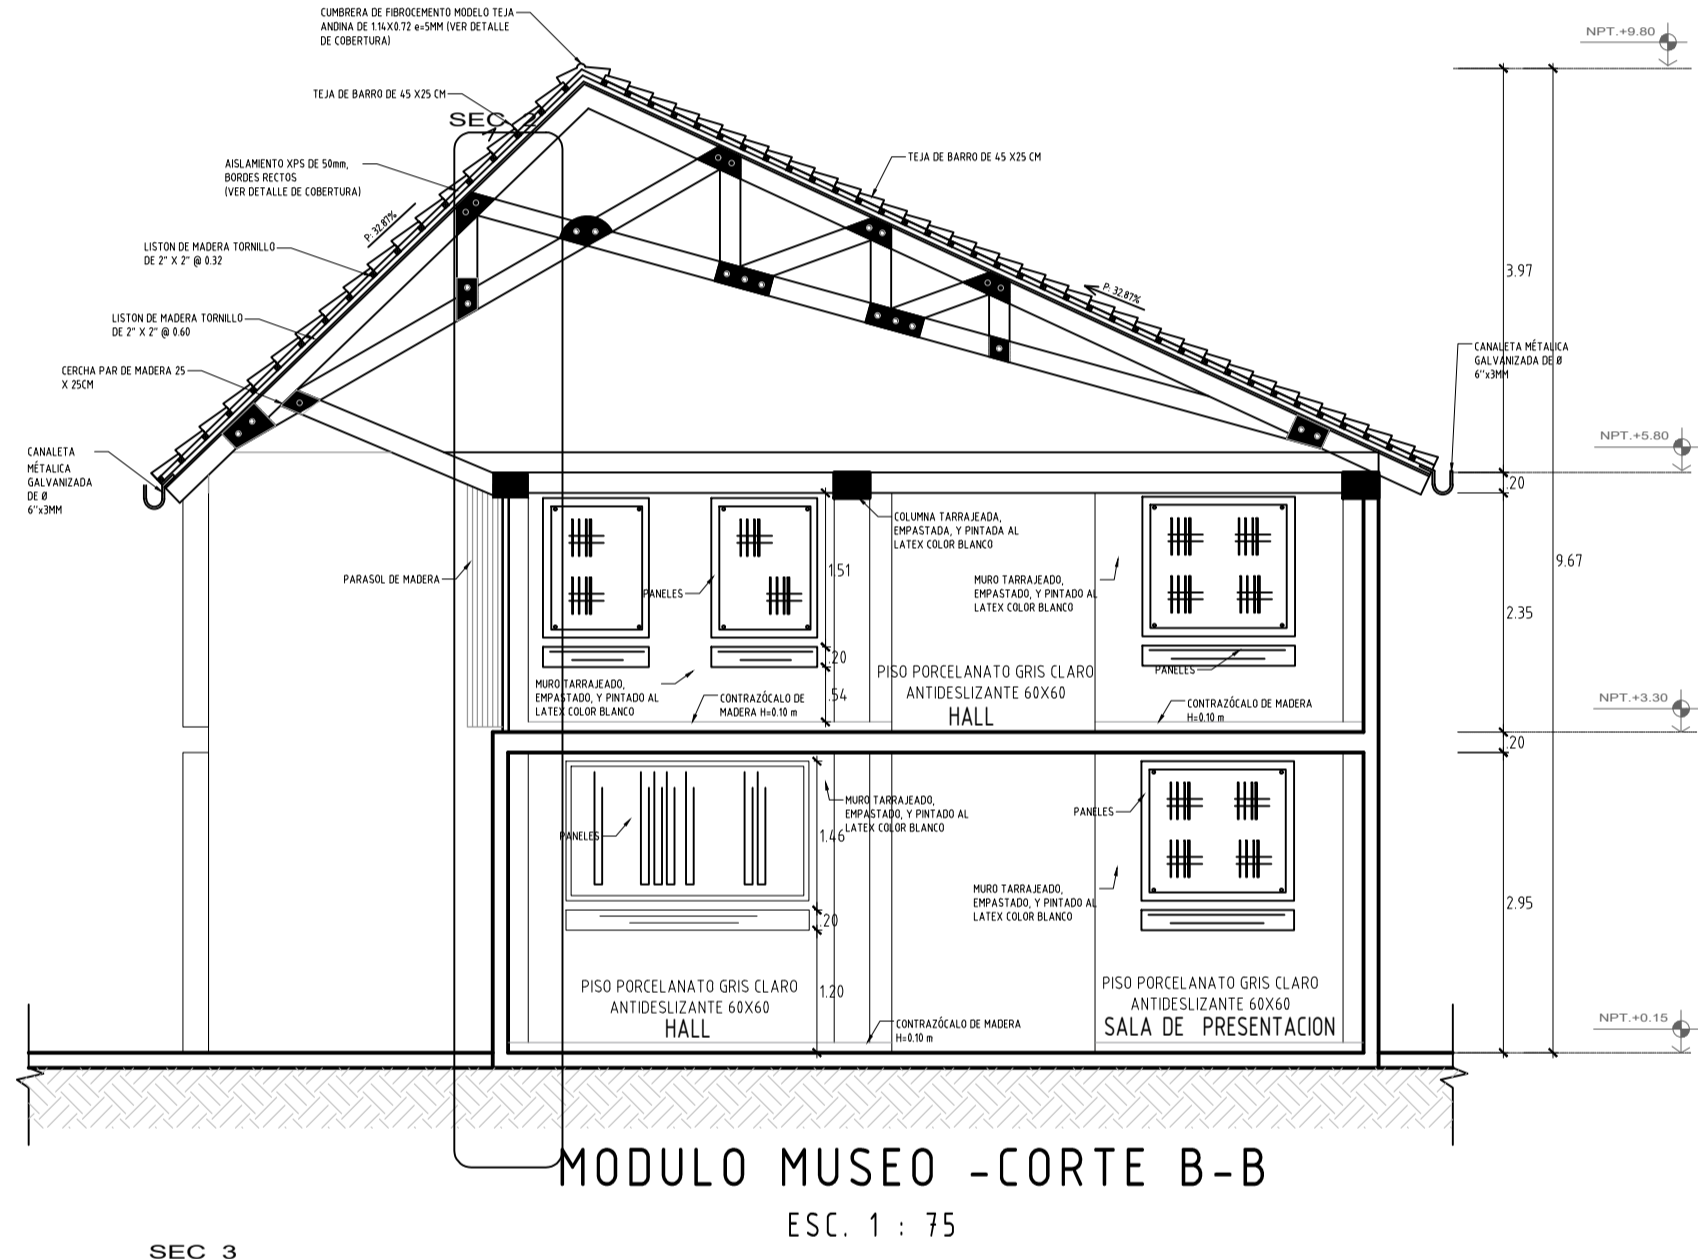 CUMBRERA DE FIBROCEMENTO MODELO TEJA
ANDINA DE 1.14X0.72 e=5MM (VER DETALLE
DE COBERTURA)
NPT.+9.80
TEJA DE BARRO DE 45 X25 CM
SEC
TEJA DE BARRO DE 45 X25 CM
AISLAMIENTO XPS DE 50mm,
BORDES RECTOS
(VER DETALLE DE COBERTURA)
P: 32.87%
LISTON DE MADERA TORNILLO
DE 2" X 2" @ 0.32
3.97
P: 32.87%
LISTON DE MADERA TORNILLO
DE 2" X 2" @ 0.60
CANALETA MÉTALICA
GALVANIZADA DE Ø
6"x3MM
CERCHA PAR DE MADERA 25
X 25CM
NPT.+5.80
CANALETA
MÉTALICA
GALVANIZADA
DE Ø
6"x3MM
.20
COLUMNA TARRAJEADA,
EMPASTADA, Y PINTADA AL
LATEX COLOR BLANCO
9.67
1.51
PARASOL DE MADERA
PANELES
MURO TARRAJEADO,
EMPASTADO, Y PINTADO AL
LATEX COLOR BLANCO
2.35
.20
PISO PORCELANATO GRIS CLARO
ANTIDESLIZANTE 60X60
HALL
PANELES
MURO TARRAJEADO,
EMPASTADO, Y PINTADO AL
LATEX COLOR BLANCO
.54
CONTRAZÓCALO DE
MADERA H=0.10 m
CONTRAZÓCALO DE MADERA
H=0.10 m
NPT.+3.30
.20
MURO TARRAJEADO,
EMPASTADO, Y PINTADO AL
LATEX COLOR BLANCO
PANELES
PANELES
1.46
MURO TARRAJEADO,
EMPASTADO, Y PINTADO AL
LATEX COLOR BLANCO
2.95
.20
PISO PORCELANATO GRIS CLARO
ANTIDESLIZANTE 60X60
HALL
1.20
PISO PORCELANATO GRIS CLARO
ANTIDESLIZANTE 60X60
SALA DE PRESENTACION
CONTRAZÓCALO DE MADERA
H=0.10 m
NPT.+0.15
MODULO MUSEO -CORTE B-B
ESC. 1 : 75
SEC 3